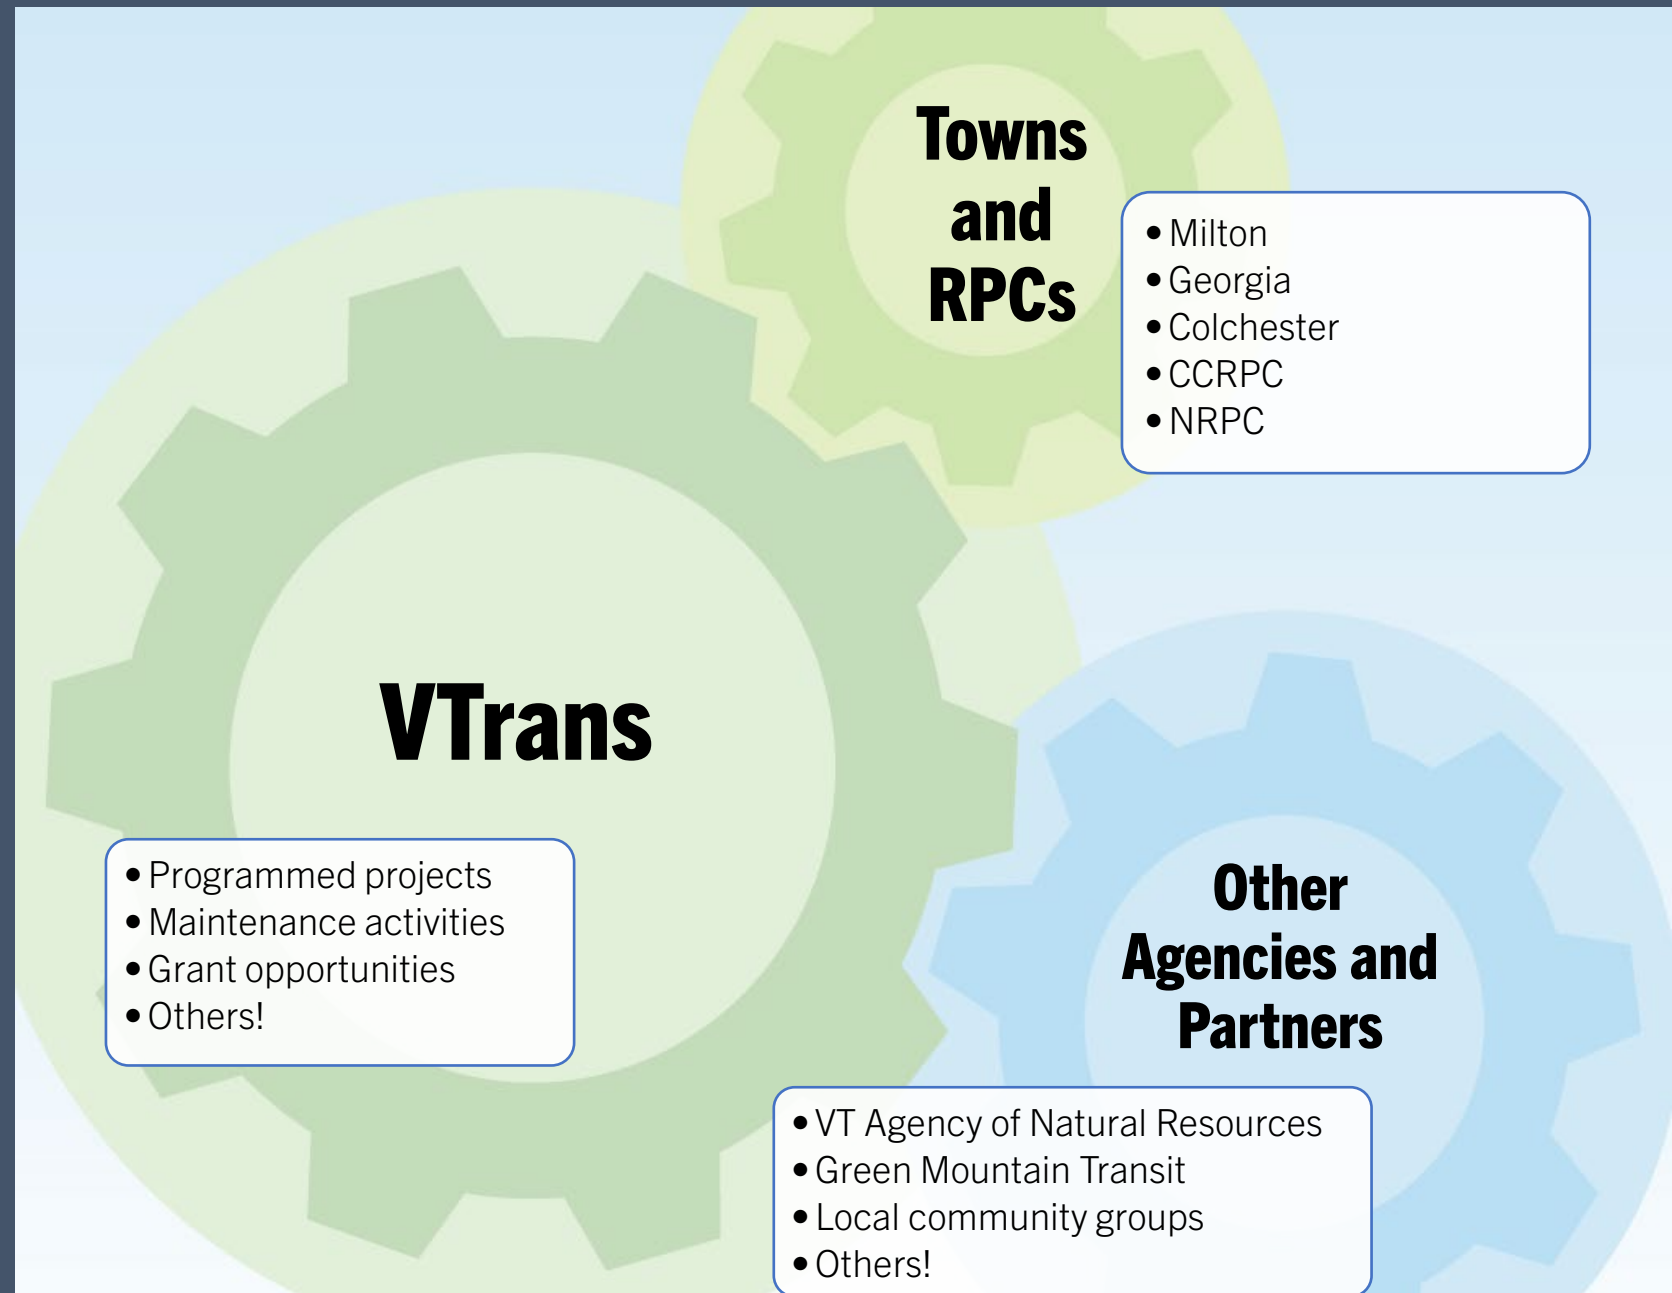 Towns
and
RPCs
• Milton
• Georgia
• Colchester
• CCRPC
• NRPC
VTrans
• Programmed projects
• Maintenance activities
• Grant opportunities
• Others!
Other
Agencies and
Partners
• VT Agency of Natural Resources
• Green Mountain Transit
• Local community groups
• Others!